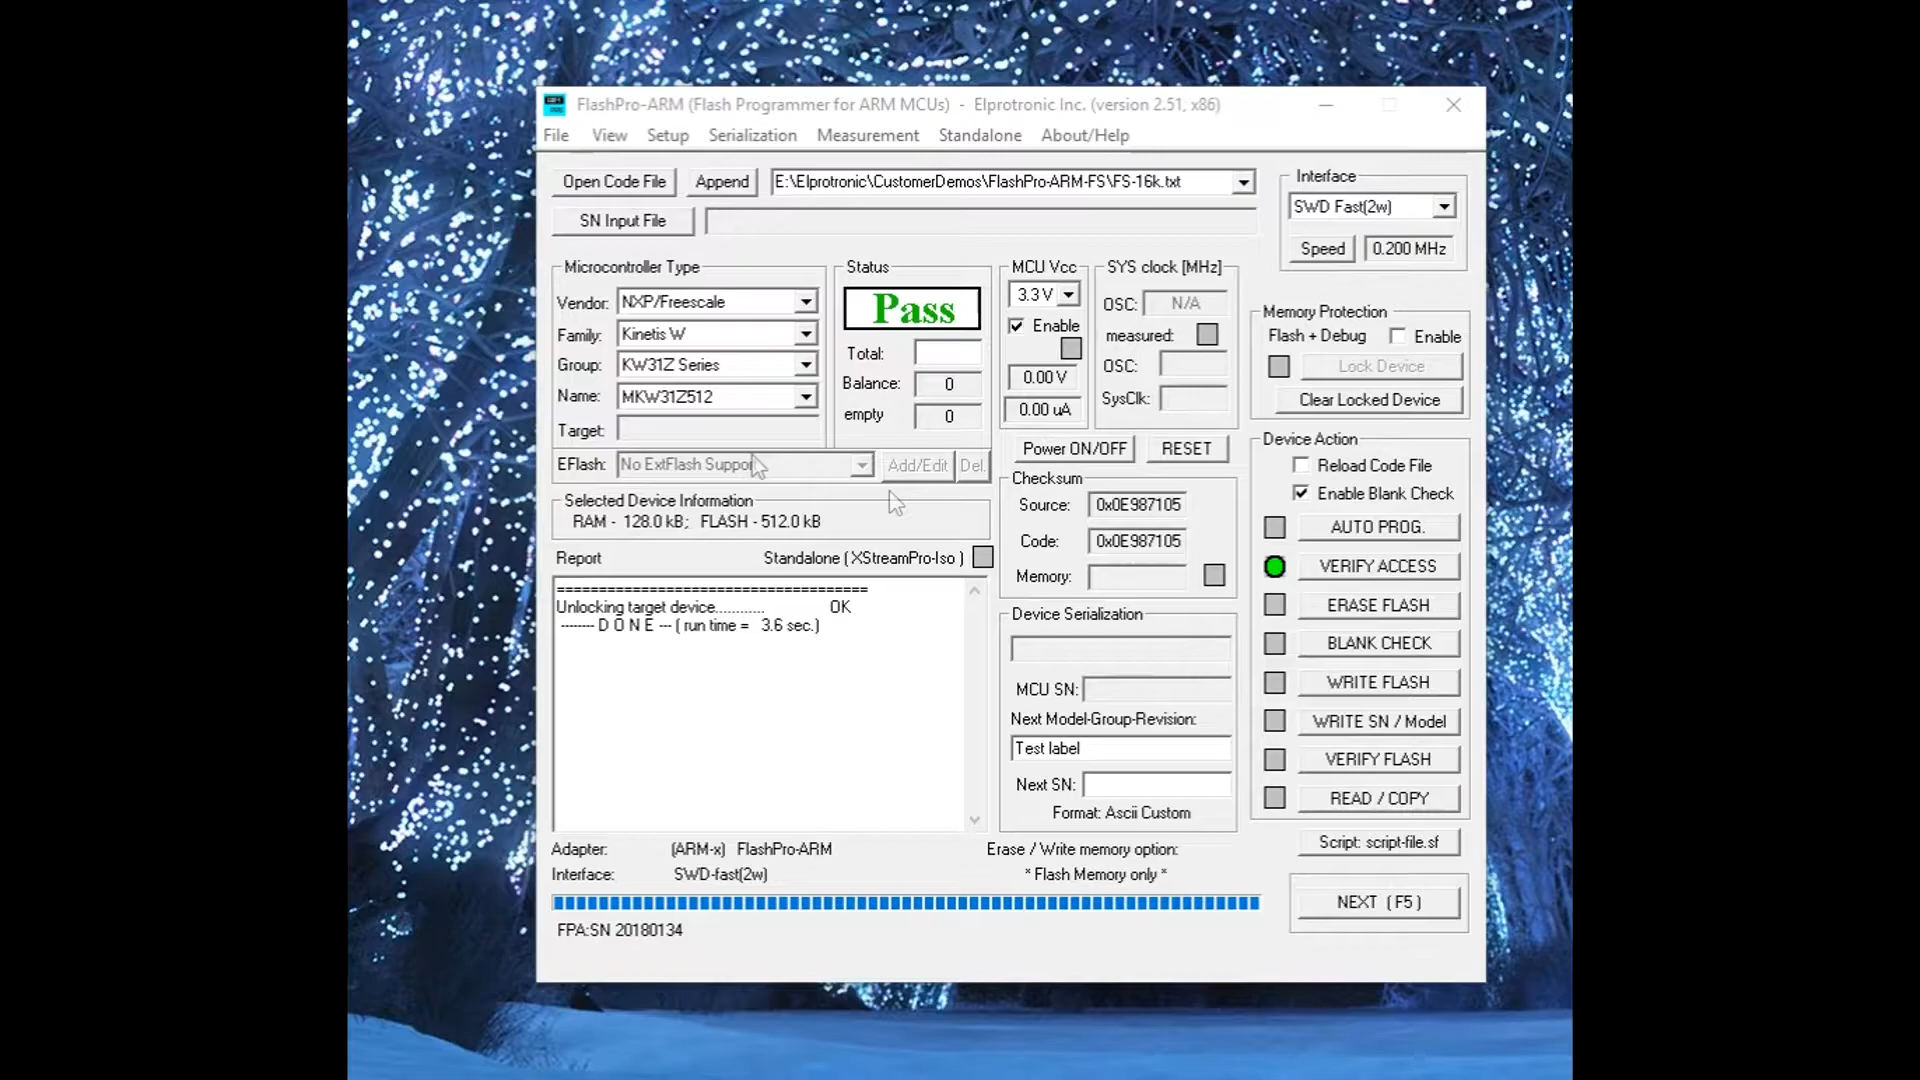 FlashPro-ARM (Flash Programmer for ARM MCUs) - Elprotronic Inc. (version 2.51, x86)
File View Setup Serialization Measurement Standalone About/Help
Open Code File Append E:\Elprotronic\CustomerDemos\FlashPro-ARM-FS\FS-16k.txt
SN Input File
Interface
SWD Fast(2w)
Speed 0.200 MHz
Microcontroller Type
Vendor: NXP/Freescale
Family: Kinetis W
Group: KW31Z Series
Name: MKW31Z512
Target:
EFlash: No ExtFlash Suppor Add/Edit Del.
Status
Pass
Total:
Balance: 0
empty 0
MCU Vcc
3.3 V
Enable
0.00 V
0.00 uA
SYS clock [MHz]
OSC: N/A
measured:
OSC:
SysClk:
Power ON/OFF RESET
Memory Protection
Flash + Debug Enable
Lock Device
Clear Locked Device
Selected Device Information
RAM - 128.0 kB; FLASH - 512.0 kB
Checksum
Source: 0x0E987105
Code: 0x0E987105
Memory:
Device Action
Reload Code File
Enable Blank Check
AUTO PROG.
VERIFY ACCESS
ERASE FLASH
BLANK CHECK
WRITE FLASH
WRITE SN / Model
VERIFY FLASH
READ / COPY
Report Standalone ( XStreamPro-Iso )
=====================================
Unlocking target device............ OK
-------- D O N E --- ( run time = 3.6 sec.)
Device Serialization
MCU SN:
Next Model-Group-Revision:
Test label
Next SN:
Format: Ascii Custom
Script: script-file.sf
Adapter: (ARM-x) FlashPro-ARM
Interface: SWD-fast(2w)
Erase / Write memory option:
* Flash Memory only *
NEXT ( F5 )
FPA:SN 20180134